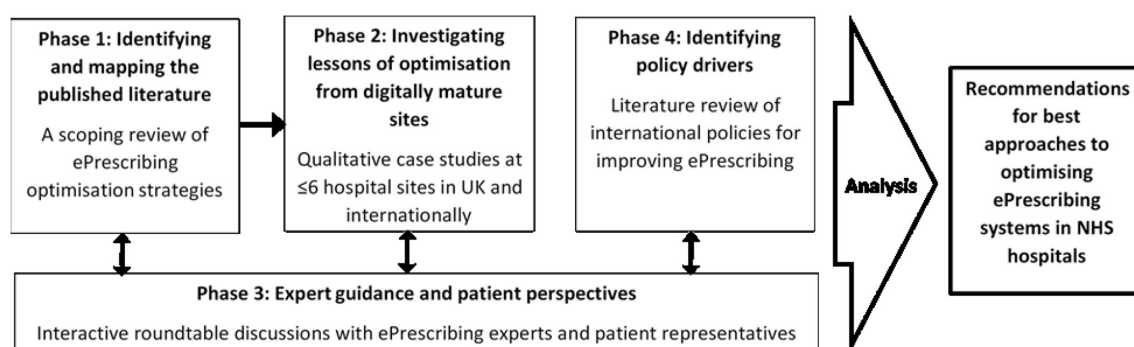 Phase 1: Identifying
and mapping the
published literature
A scoping review of
ePrescribing
optimisation strategies
Phase 2: Investigating
lessons of optimisation
from digitally mature
sites
Qualitative case studies at
≤6 hospital sites in UK and
internationally
Phase 4: Identifying
policy drivers
Literature review of
international policies for
improving ePrescribing
Phase 3: Expert guidance and patient perspectives
Interactive roundtable discussions with ePrescribing experts and patient representatives
Analysis
Recommendations
for best
approaches to
optimising
ePrescribing
systems in NHS
hospitals